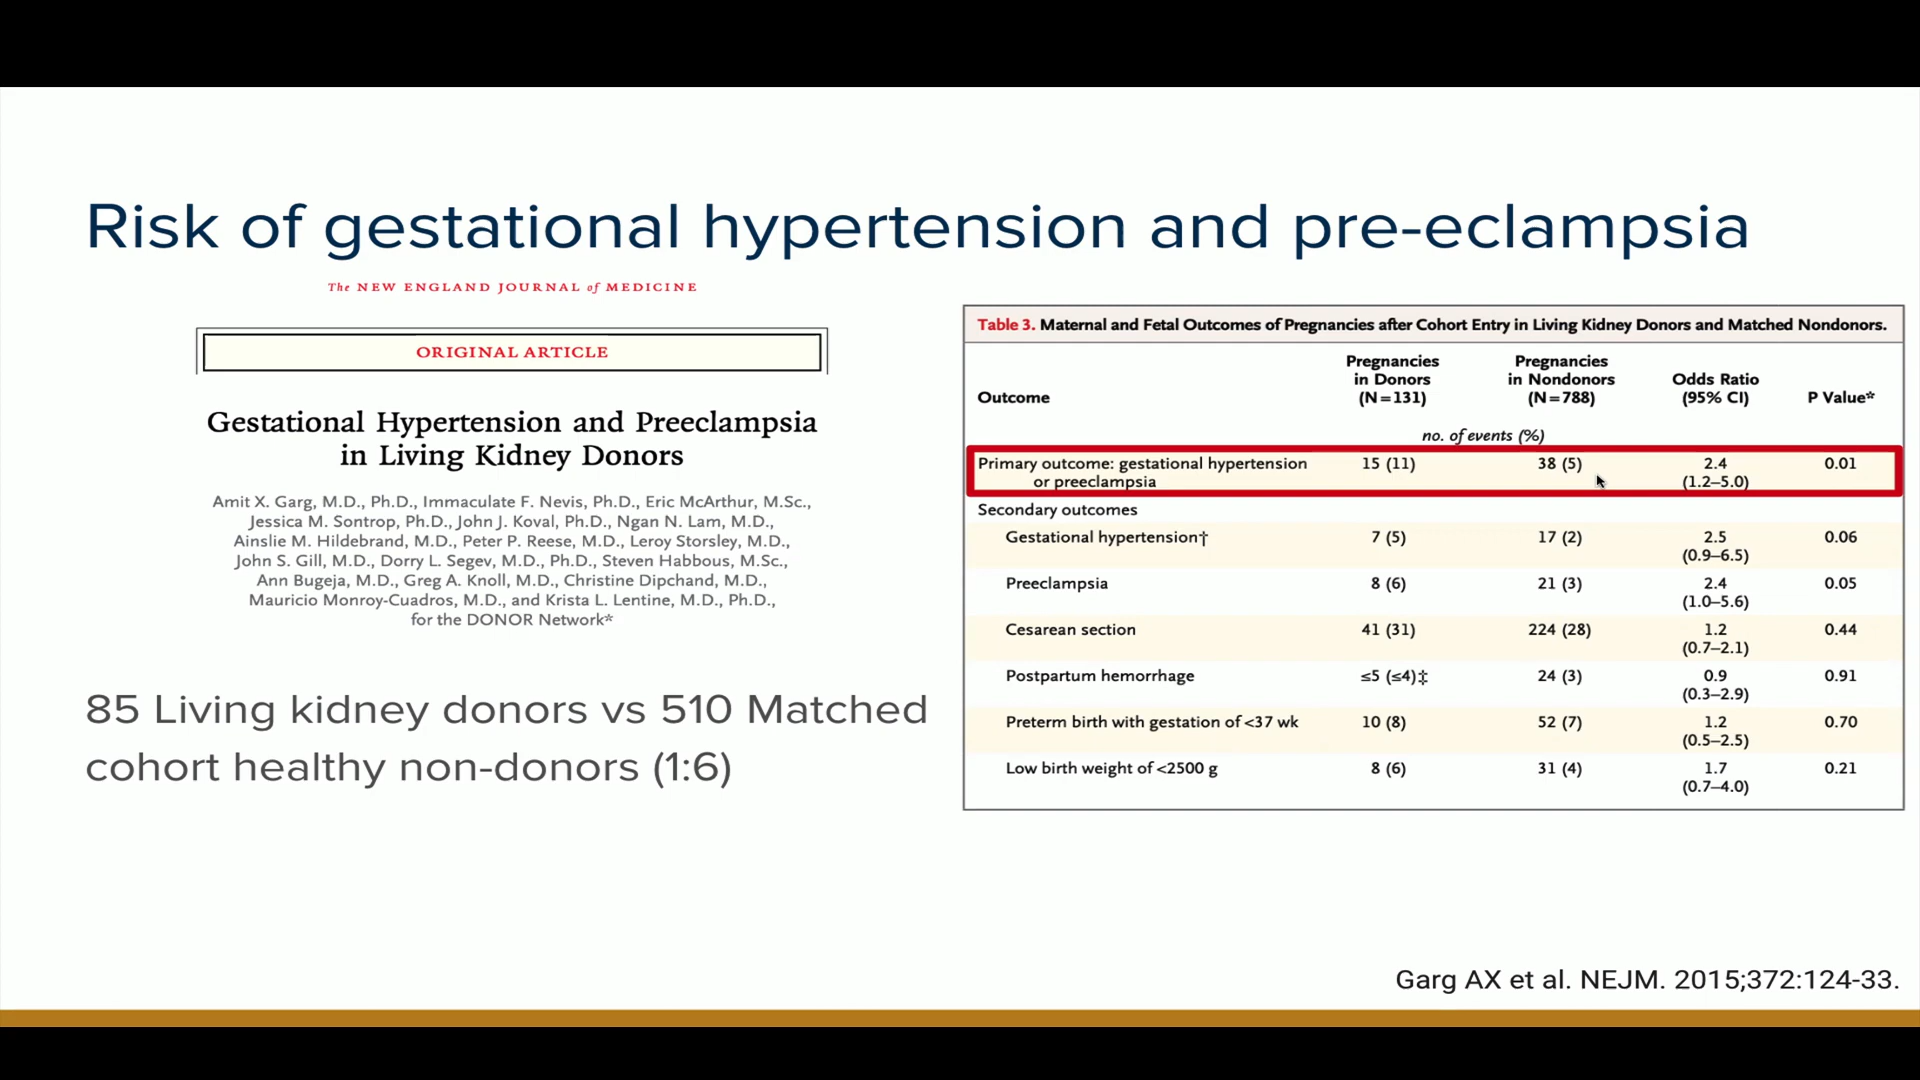 Risk of gestational hypertension and pre-eclampsia
The NEW ENGLAND JOURNAL of MEDICINE
ORIGINAL ARTICLE
Gestational Hypertension and Preeclampsia
in Living Kidney Donors
Amit X. Garg, M.D., Ph.D., Immaculate F. Nevis, Ph.D., Eric McArthur, M.Sc.,
Jessica M. Sontrop, Ph.D., John J. Koval, Ph.D., Ngan N. Lam, M.D.,
Ainslie M. Hildebrand, M.D., Peter P. Reese, M.D., Leroy Storsley, M.D.,
John S. Gill, M.D., Dorry L. Segev, M.D., Ph.D., Steven Habbous, M.Sc.,
Ann Bugeja, M.D., Greg A. Knoll, M.D., Christine Dipchand, M.D.,
Mauricio Monroy-Cuadros, M.D., and Krista L. Lentine, M.D., Ph.D.,
for the DONOR Network*
85 Living kidney donors vs 510 Matched
cohort healthy non-donors (1:6)
Table 3. Maternal and Fetal Outcomes of Pregnancies after Cohort Entry in Living Kidney Donors and Matched Nondonors.
Pregnancies Pregnancies
in Donors in Nondonors Odds Ratio
Outcome (N=131) (N=788) (95% CI) P Value*
no. of events (%)
Primary outcome: gestational hypertension 15 (11) 38 (5) 2.4 0.01
or preeclampsia (1.2–5.0)
Secondary outcomes
Gestational hypertension† 7 (5) 17 (2) 2.5 0.06
(0.9–6.5)
Preeclampsia 8 (6) 21 (3) 2.4 0.05
(1.0–5.6)
Cesarean section 41 (31) 224 (28) 1.2 0.44
(0.7–2.1)
Postpartum hemorrhage ≤5 (≤4)‡ 24 (3) 0.9 0.91
(0.3–2.9)
Preterm birth with gestation of <37 wk 10 (8) 52 (7) 1.2 0.70
(0.5–2.5)
Low birth weight of <2500 g 8 (6) 31 (4) 1.7 0.21
(0.7–4.0)
Garg AX et al. NEJM. 2015;372:124-33.